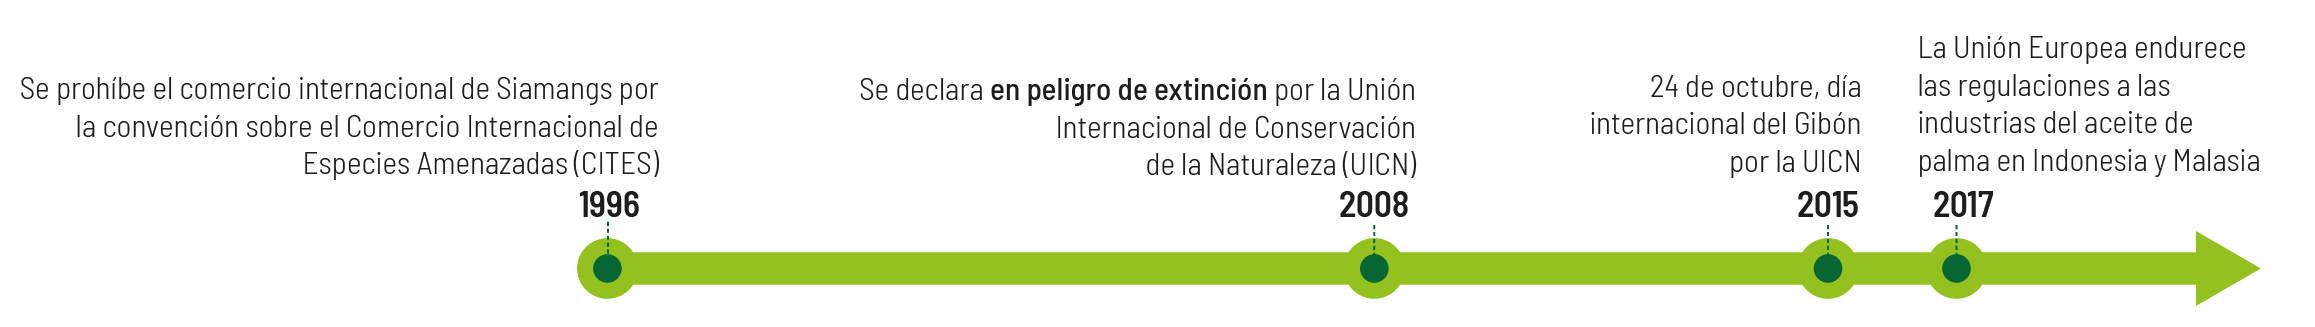 Se prohíbe el comercio internacional de Siamangs por
la convención sobre el Comercio Internacional de
Especies Amenazadas (CITES)
1996
Se declara en peligro de extinción por la Unión
Internacional de Conservación
de la Naturaleza (UICN)
2008
24 de octubre, día
internacional del Gibón
por la UICN
2015
La Unión Europea endurece
las regulaciones a las
industrias del aceite de
palma en Indonesia y Malasia
2017